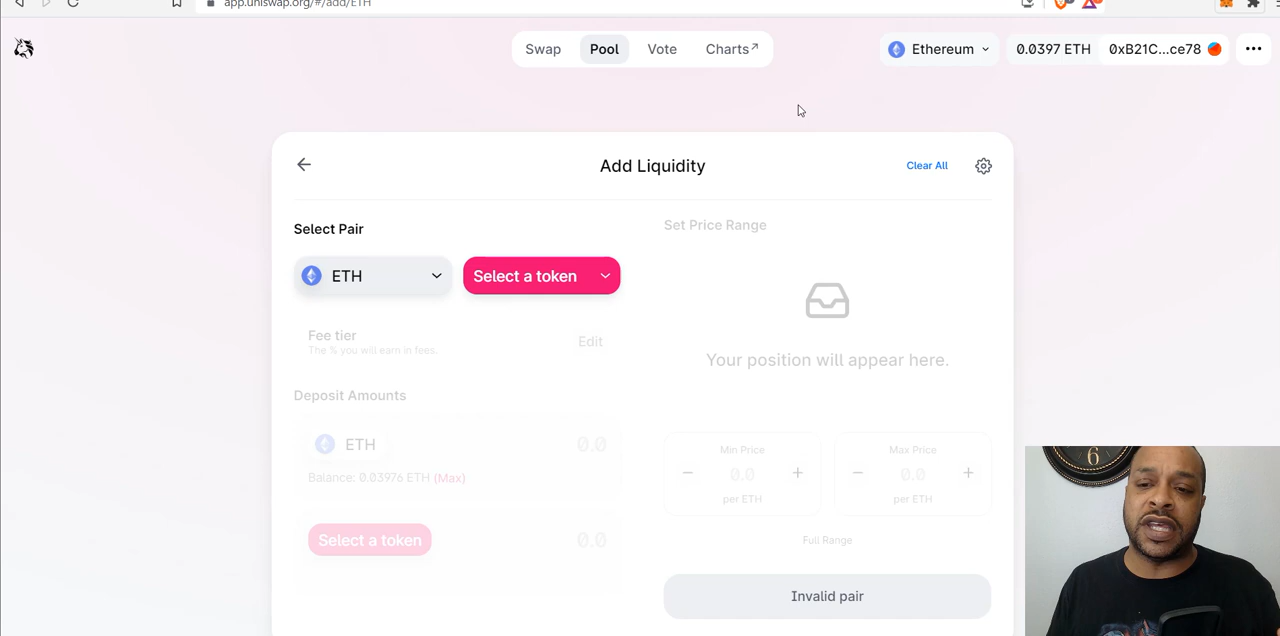 app.uniswap.org/#/add/ETH
Swap Pool Vote Charts↗ Ethereum 0.0397 ETH 0xB21C...ce78
Add Liquidity Clear All
Select Pair
ETH Select a token
Fee tier
The % you will earn in fees.
Edit
Deposit Amounts
ETH 0.0
Balance: 0.03976 ETH (Max)
Select a token 0.0
Set Price Range
Your position will appear here.
Min Price
- 0.0 +
per ETH
Max Price
- 0.0 +
per ETH
Full Range
Invalid pair
6